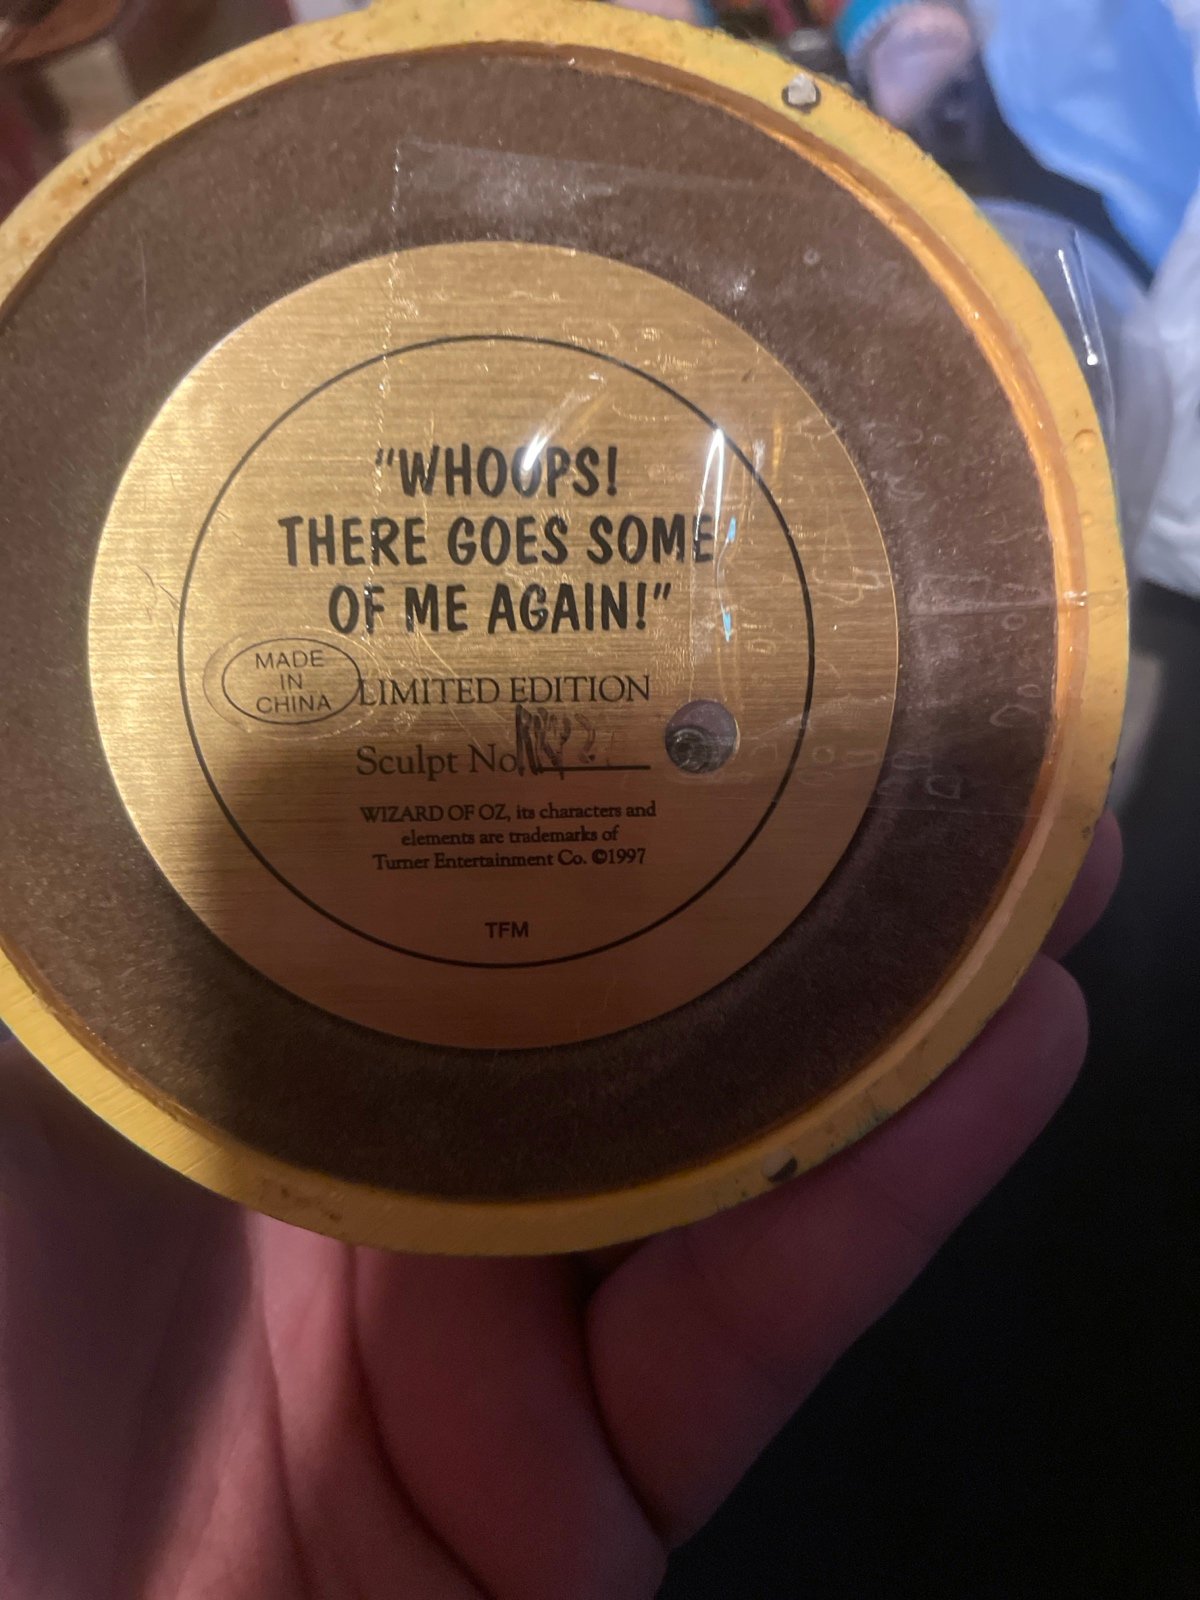 "WHOOPS!
THERE GOES SOME
OF ME AGAIN!"
MADE
IN
CHINA
LIMITED EDITION
Sculpt No.
WIZARD OF OZ, its characters and
elements are trademarks of
Turner Entertainment Co. ©1997
TFM